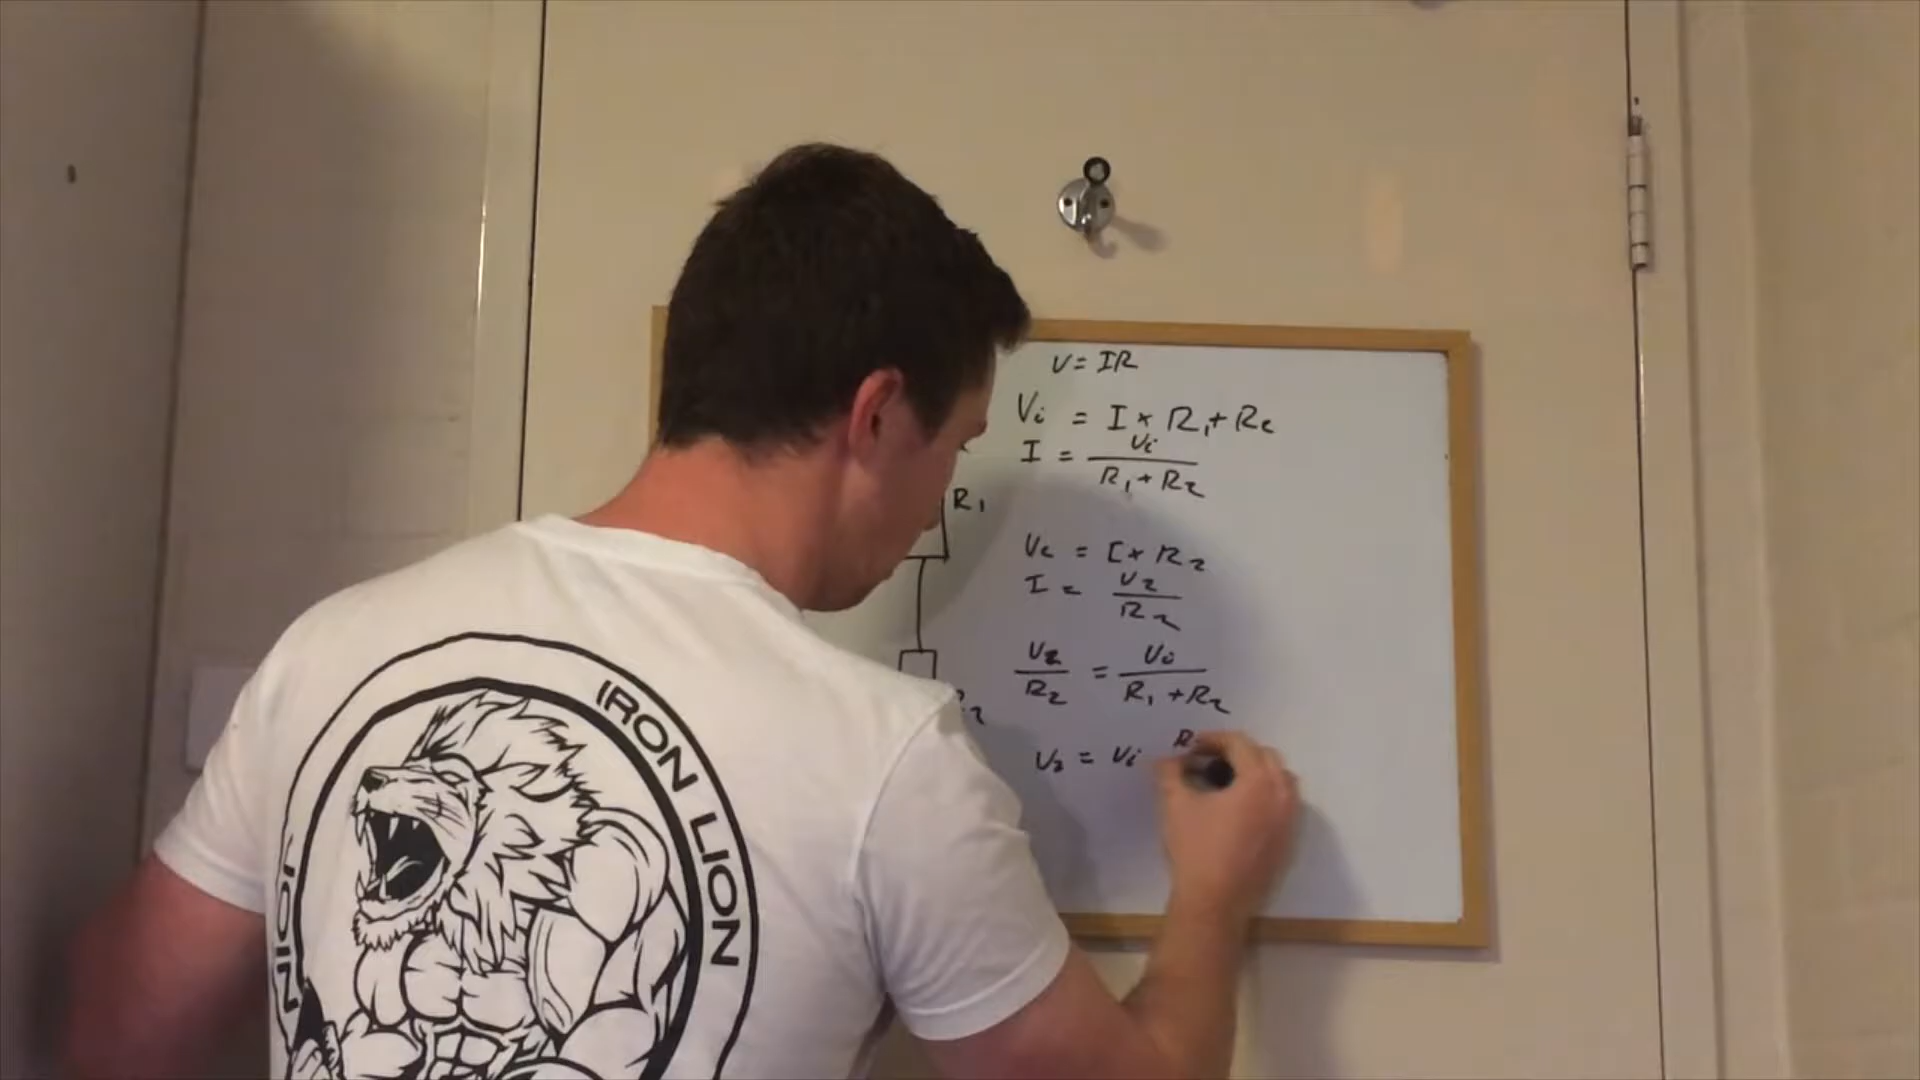 V = IR
Vi = I × R1 + R2
I = Vi / R1 + R2
R1
V2 = I × R2
I = V2 / R2
V2 / R2 = Vi / R1 + R2
V2 = Vi R
IRON LION